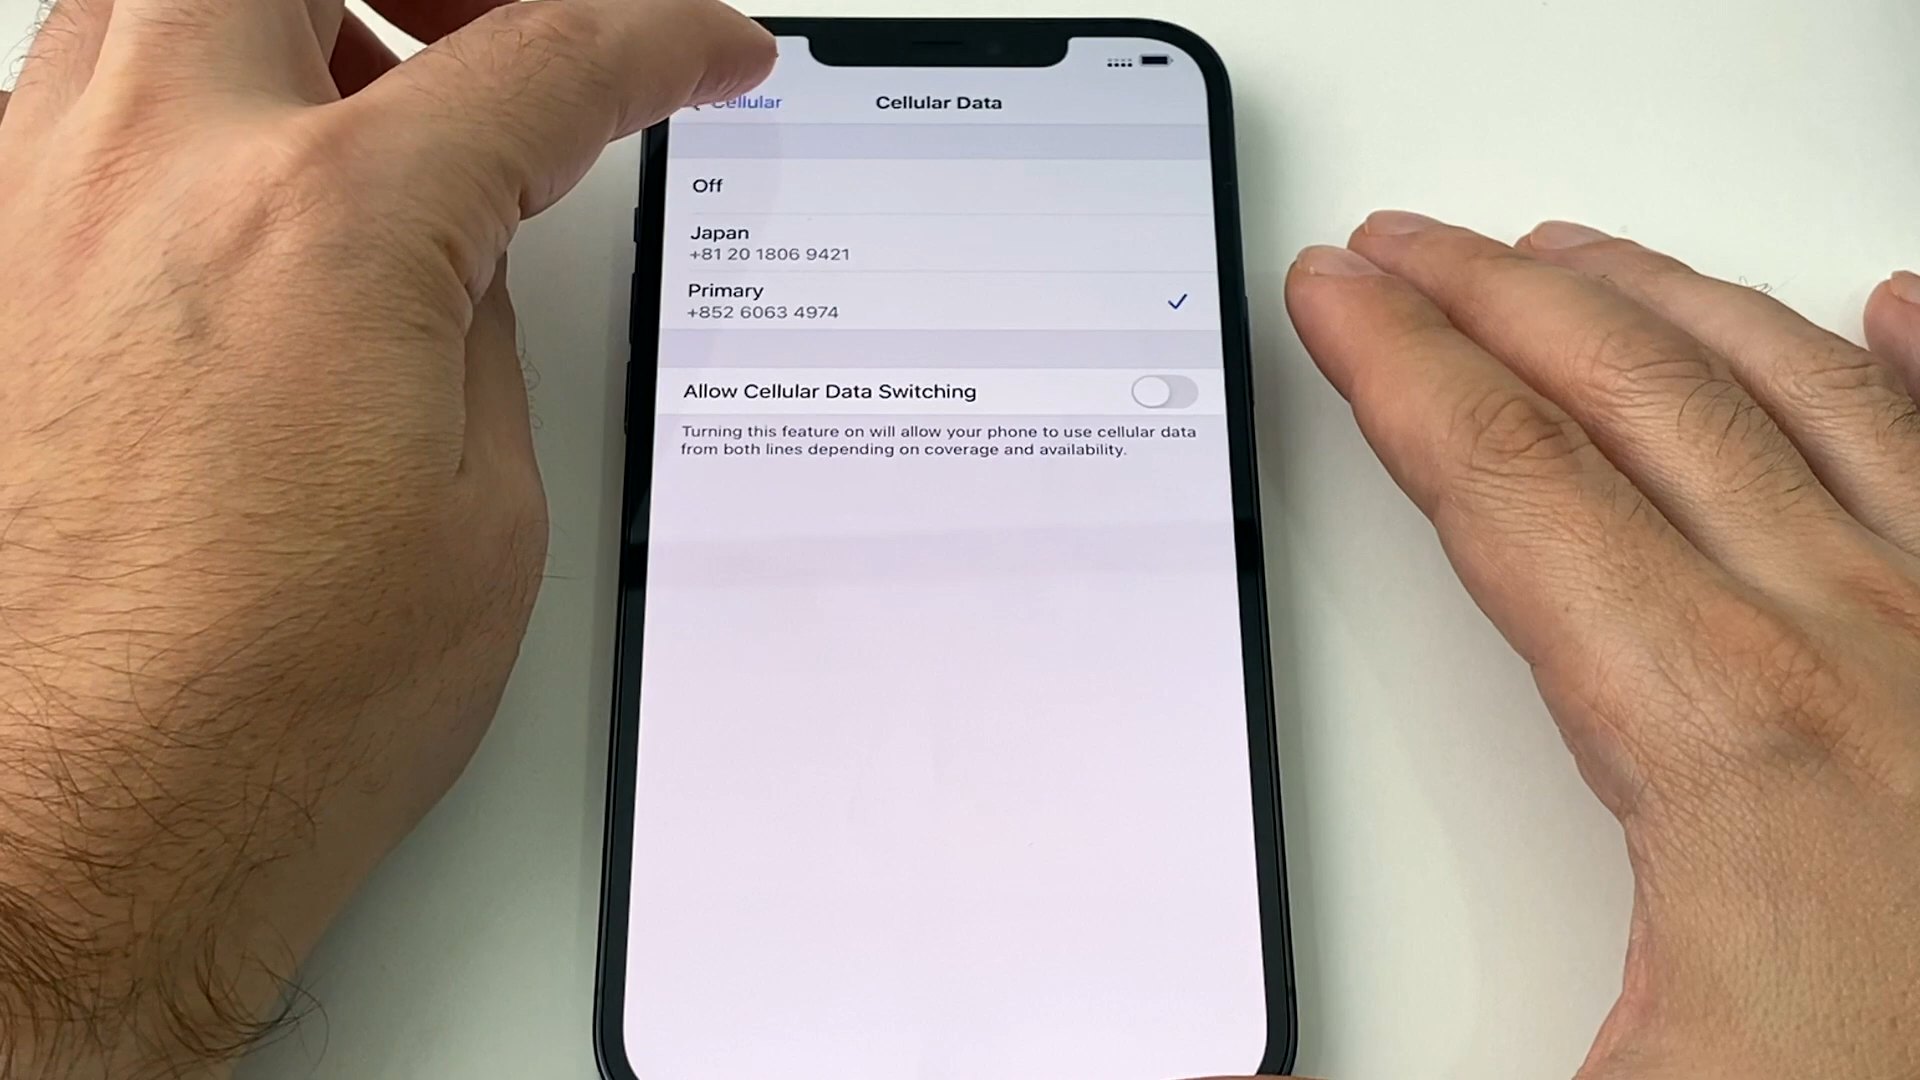 Cellular
Cellular Data
Off
Japan
+81 20 1806 9421
Primary
+852 6063 4974
Allow Cellular Data Switching
Turning this feature on will allow your phone to use cellular data
from both lines depending on coverage and availability.